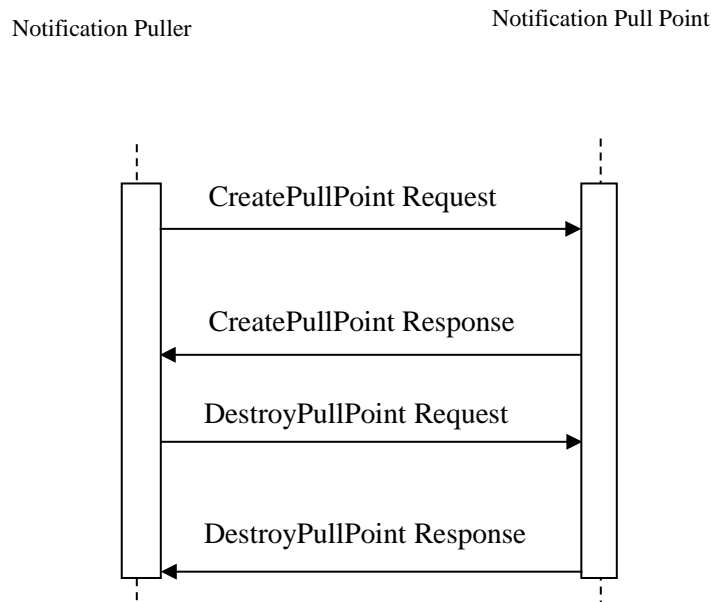 Notification Puller
Notification Pull Point
CreatePullPoint Request
CreatePullPoint Response
DestroyPullPoint Request
DestroyPullPoint Response